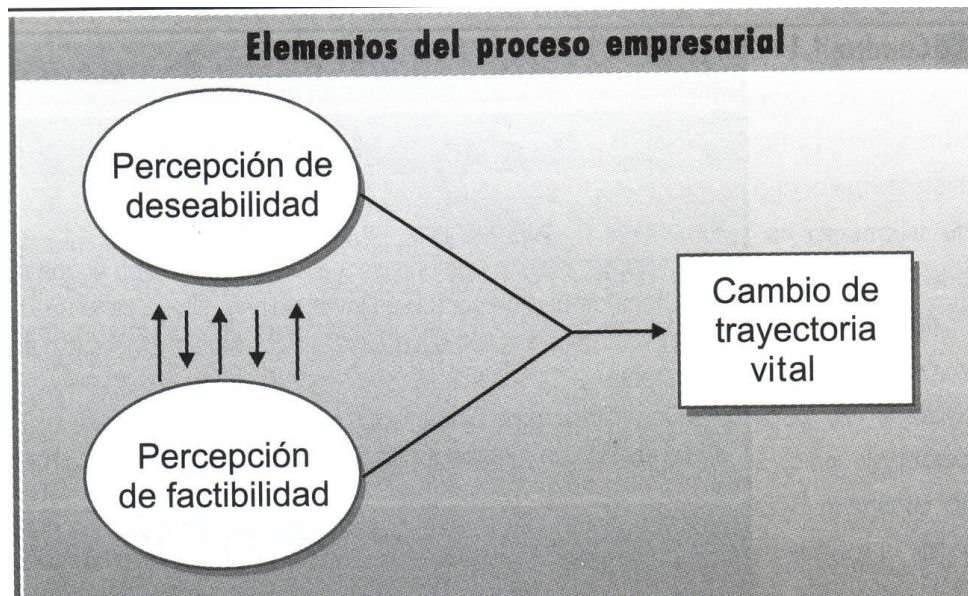 Elementos del proceso empresarial
Percepción de
deseabilidad
Percepción
de factibilidad
Cambio de
trayectoria
vital